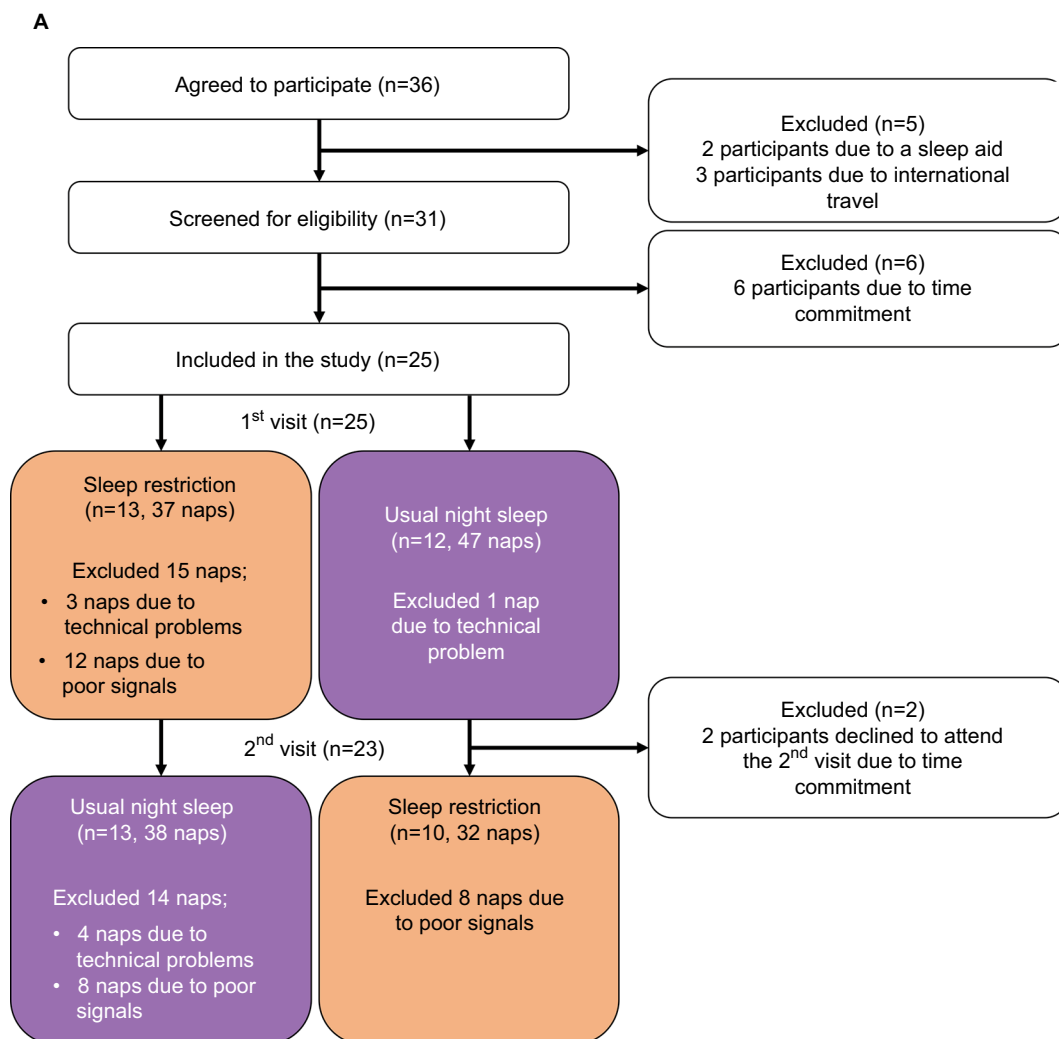 A
Agreed to participate (n=36)
Excluded (n=5)
2 participants due to a sleep aid
3 participants due to international
travel
Screened for eligibility (n=31)
Excluded (n=6)
6 participants due to time
commitment
Included in the study (n=25)
1st visit (n=25)
Sleep restriction
(n=13, 37 naps)
Excluded 15 naps;
• 3 naps due to
technical problems
• 12 naps due to
poor signals
Usual night sleep
(n=12, 47 naps)
Excluded 1 nap
due to technical
problem
Excluded (n=2)
2 participants declined to attend
the 2nd visit due to time
commitment
2nd visit (n=23)
Usual night sleep
(n=13, 38 naps)
Excluded 14 naps;
• 4 naps due to
technical problems
• 8 naps due to poor
signals
Sleep restriction
(n=10, 32 naps)
Excluded 8 naps due
to poor signals